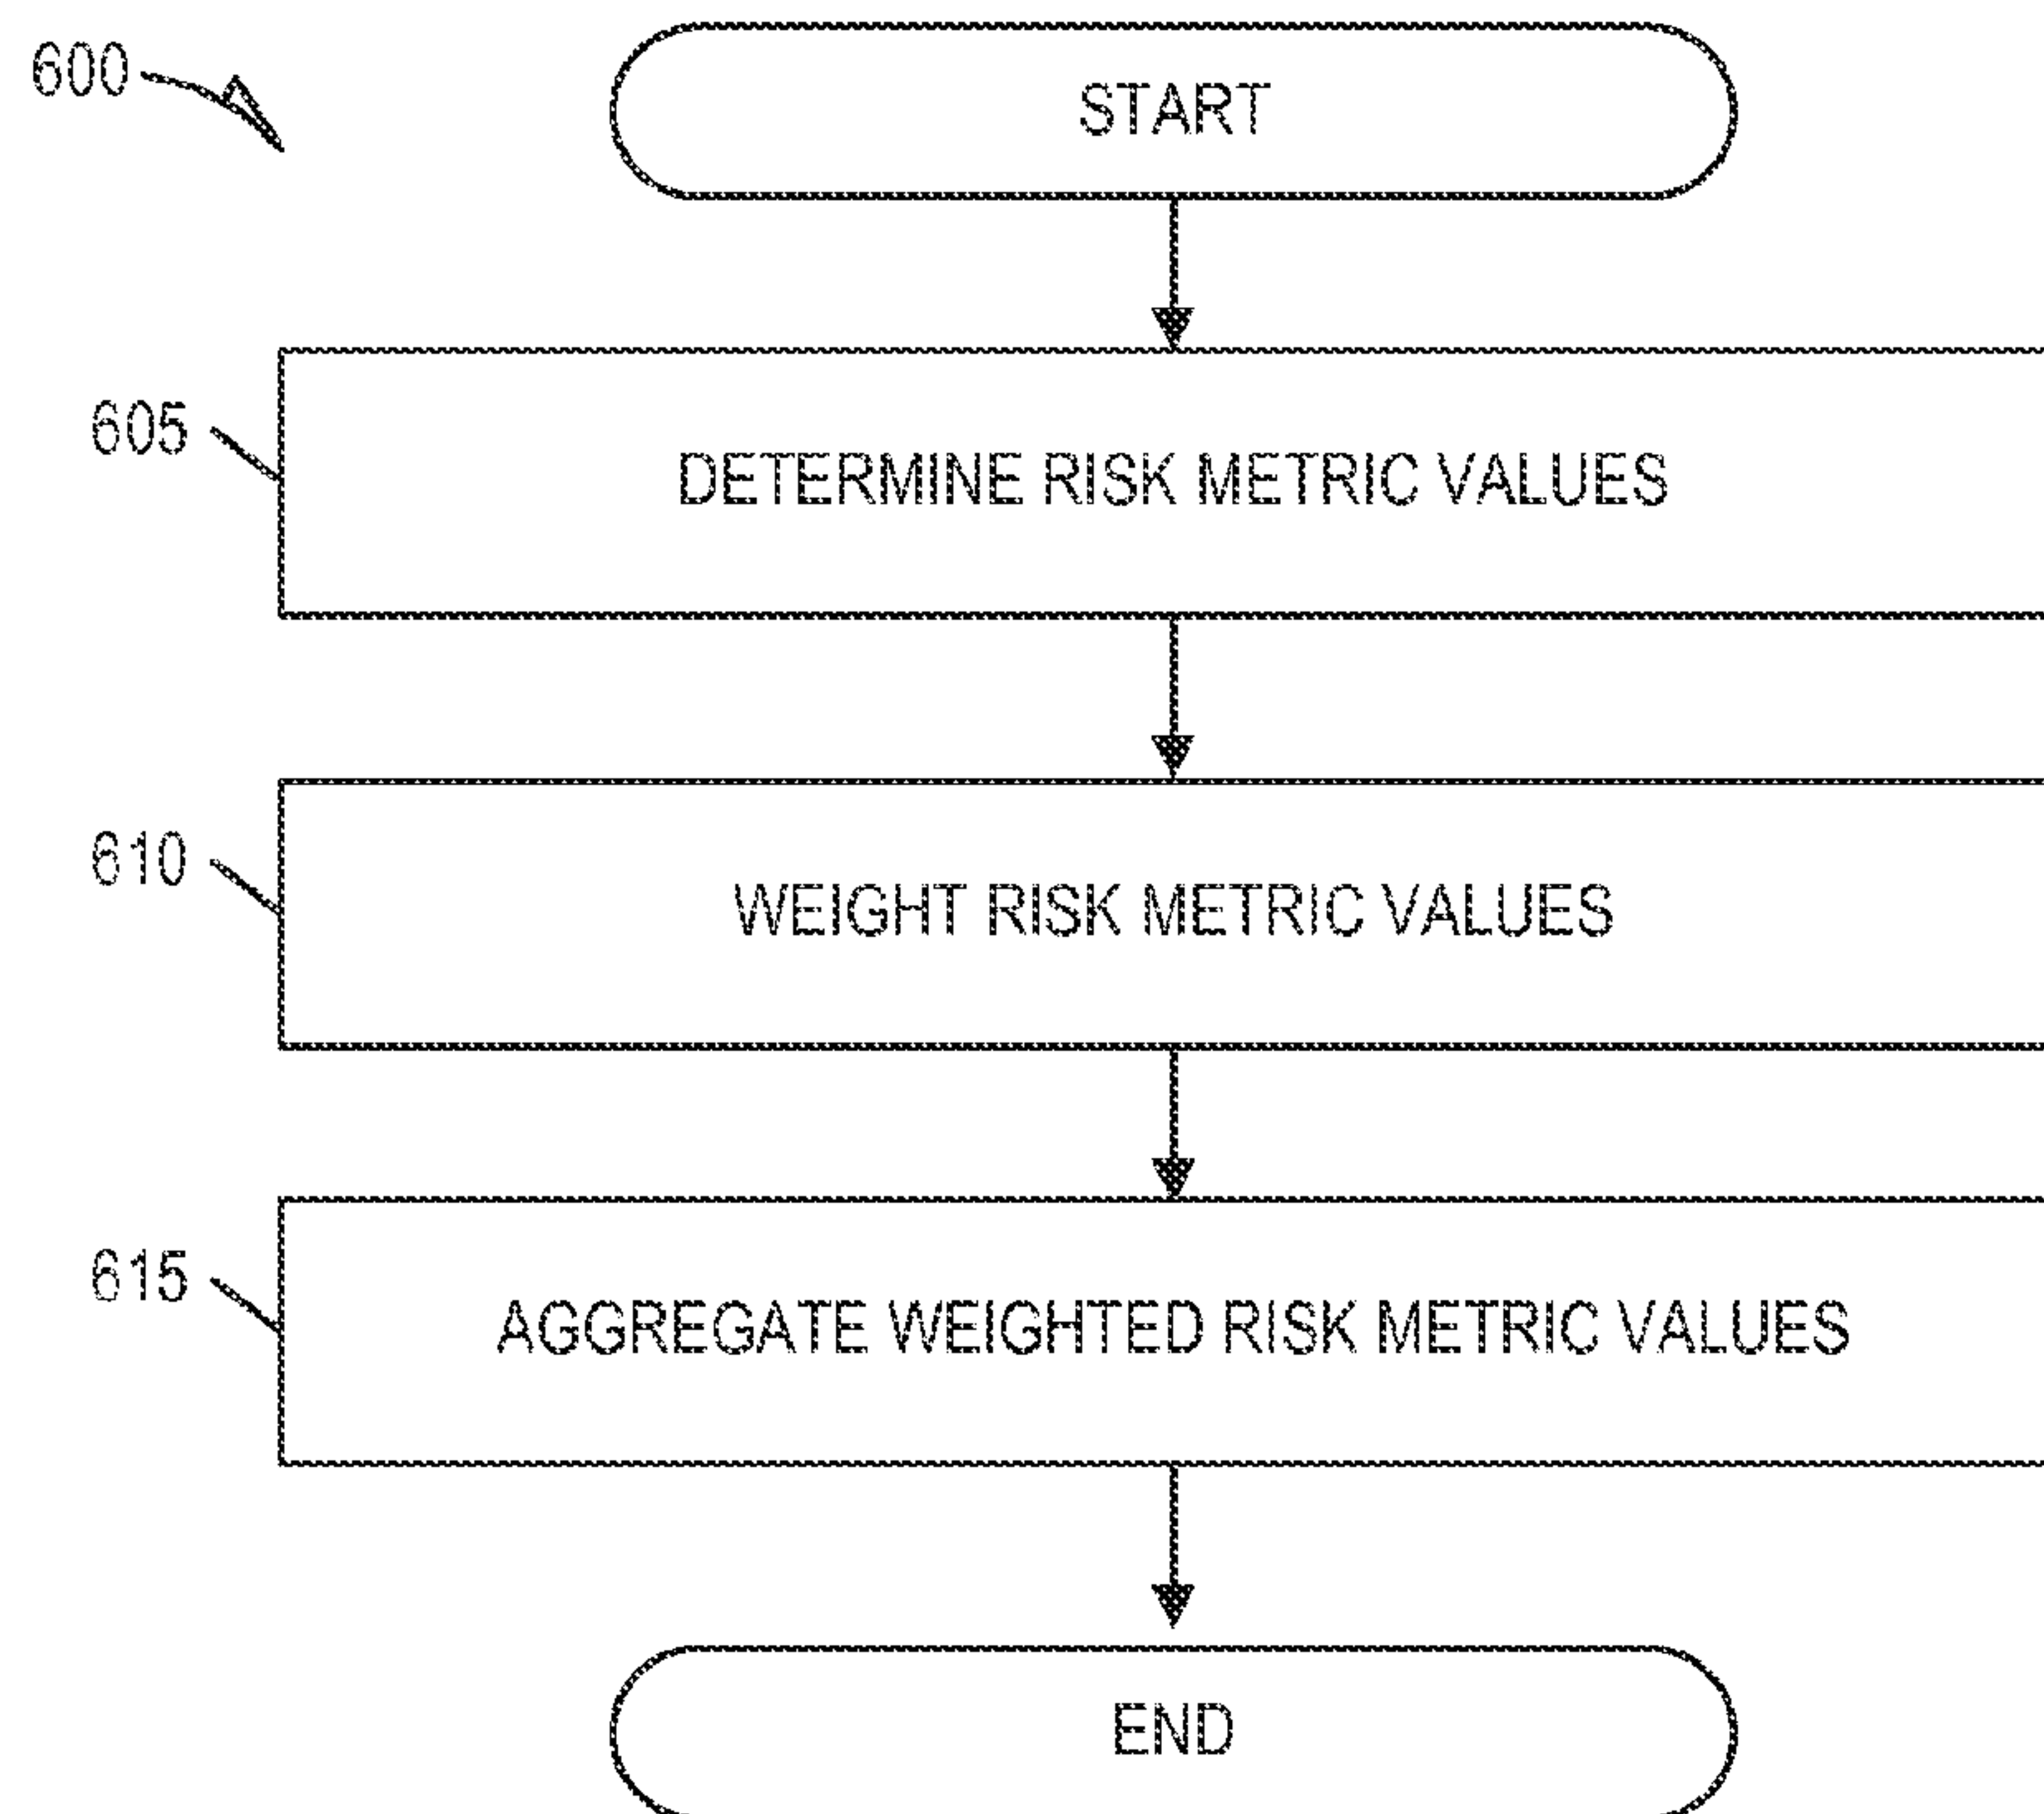 600
START
605
DETERMINE RISK METRIC VALUES
610
WEIGHT RISK METRIC VALUES
615
AGGREGATE WEIGHTED RISK METRIC VALUES
END